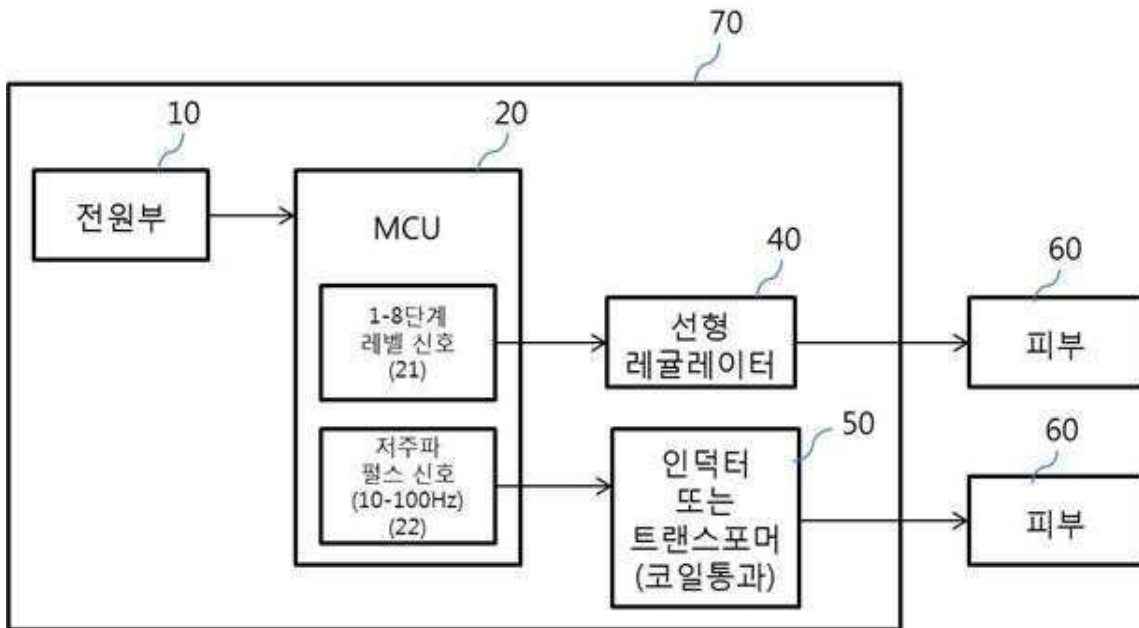 70
10
전원부
20
MCU
1-8단계
레벨 신호
(21)
40
선형
레귤레이터
60
피부
저주파
펄스 신호
(10-100Hz)
(22)
50
인덕터
또는
트랜스포머
(코일통과)
60
피부